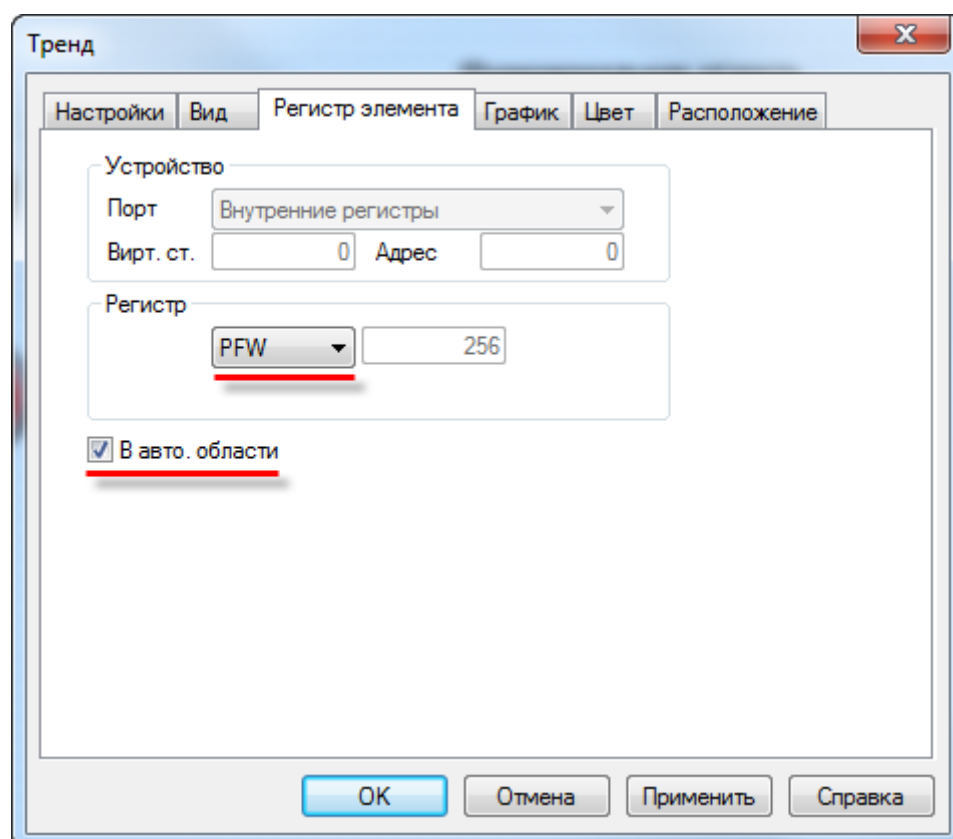 Тренд
Настройки Вид Регистр элемента График Цвет Расположение
Устройство
Порт Внутренние регистры
Вирт. ст. 0 Адрес 0
Регистр
PFW 256
В авто. области
OK Отмена Применить Справка